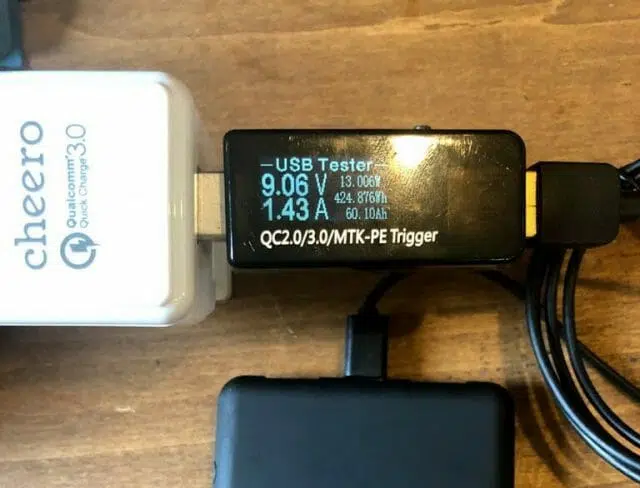 cheero
Qualcomm
Quick Charge 3.0
–USB Tester–
9.06 V 13.006W
424.876Wh
1.43 A 60.10Ah
QC2.0/3.0/MTK-PE Trigger